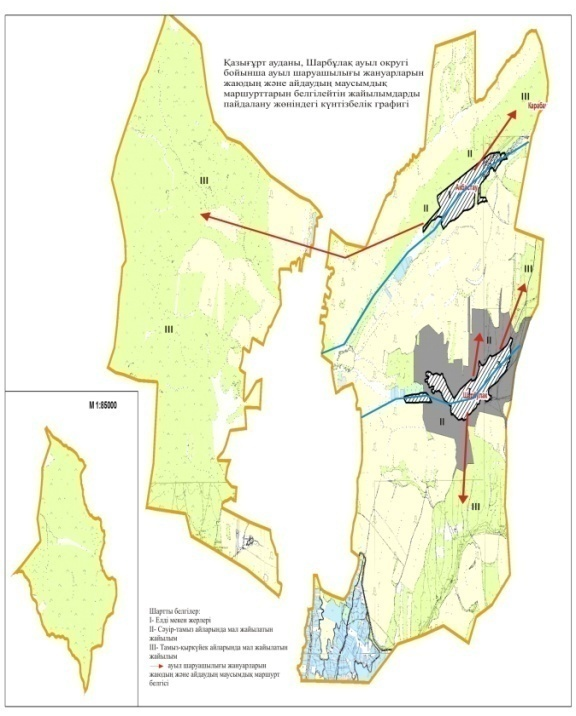 Қазығұрт ауданы, Шарбұлақ ауыл округі
бойынша ауыл шаруашылығы жануарларын
жаюдың және айдаудың маусымдық
маршурттарын белгілейтін жайылымдарды
пайдалану жөніндегі күнтізбелік графигі
III
Қарабау
II
I
II
III
III
III
II
II
III
М 1:85000
Шартты белгілер:
I- Елді мекен жерлері
II- Сәуір-тамыз айларында мал жайылатын
жайылым
III- Тамыз-қыркүйек айларында мал жайылатын
жайылым
ауыл шаруашылығы жануарларын
жаюдың және айдаудың маусымдық маршурт
белгісі